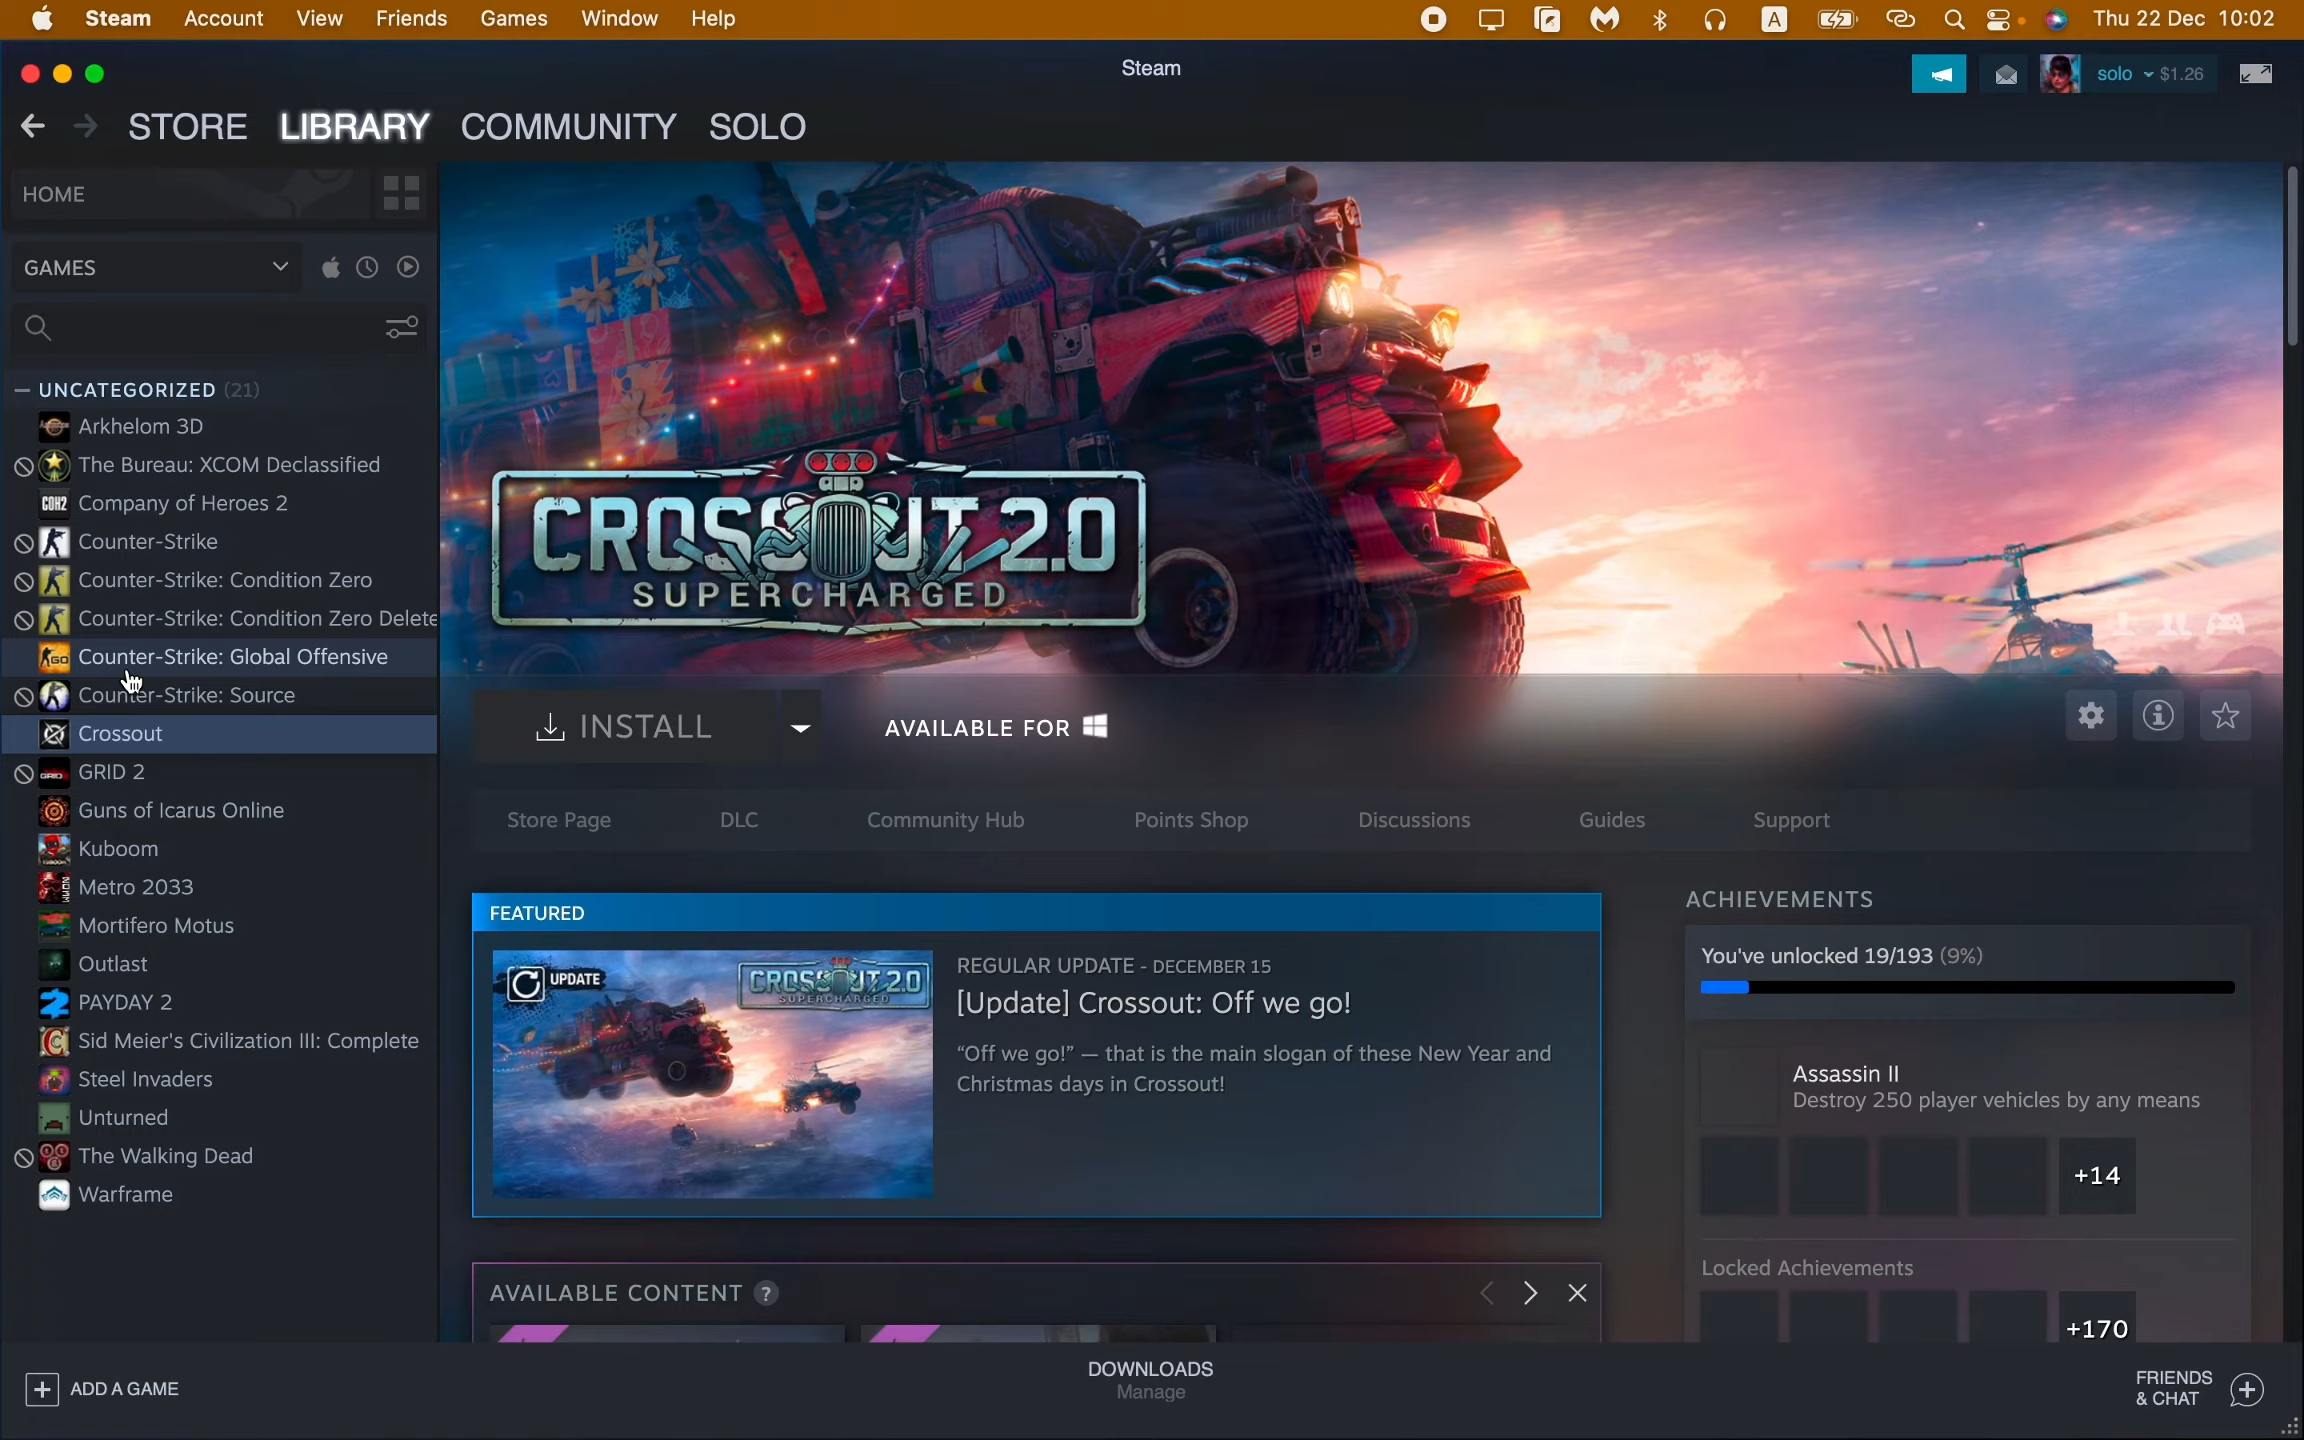 Steam Account View Friends Games Window Help
A
Thu 22 Dec 10:02
Steam
solo $1.26
STORE LIBRARY COMMUNITY SOLO
HOME
GAMES
UNCATEGORIZED (21)
Arkhelom 3D
The Bureau: XCOM Declassified
COH2 Company of Heroes 2
Counter-Strike
Counter-Strike: Condition Zero
Counter-Strike: Condition Zero Delete
GO Counter-Strike: Global Offensive
Counter-Strike: Source
Crossout
GRID GRID 2
Guns of Icarus Online
Kuboom
Metro 2033
Mortifero Motus
Outlast
2 PAYDAY 2
Sid Meier's Civilization III: Complete
Steel Invaders
Unturned
The Walking Dead
Warframe
CROSSOUT 2.0
SUPERCHARGED
INSTALL
AVAILABLE FOR
Store Page DLC Community Hub Points Shop Discussions Guides Support
FEATURED
UPDATE
CROSSOUT 2.0
SUPERCHARGED
REGULAR UPDATE - DECEMBER 15
[Update] Crossout: Off we go!
“Off we go!” — that is the main slogan of these New Year and
Christmas days in Crossout!
AVAILABLE CONTENT ?
ACHIEVEMENTS
You've unlocked 19/193 (9%)
Assassin II
Destroy 250 player vehicles by any means
+14
Locked Achievements
+170
ADD A GAME
DOWNLOADS
Manage
FRIENDS
& CHAT